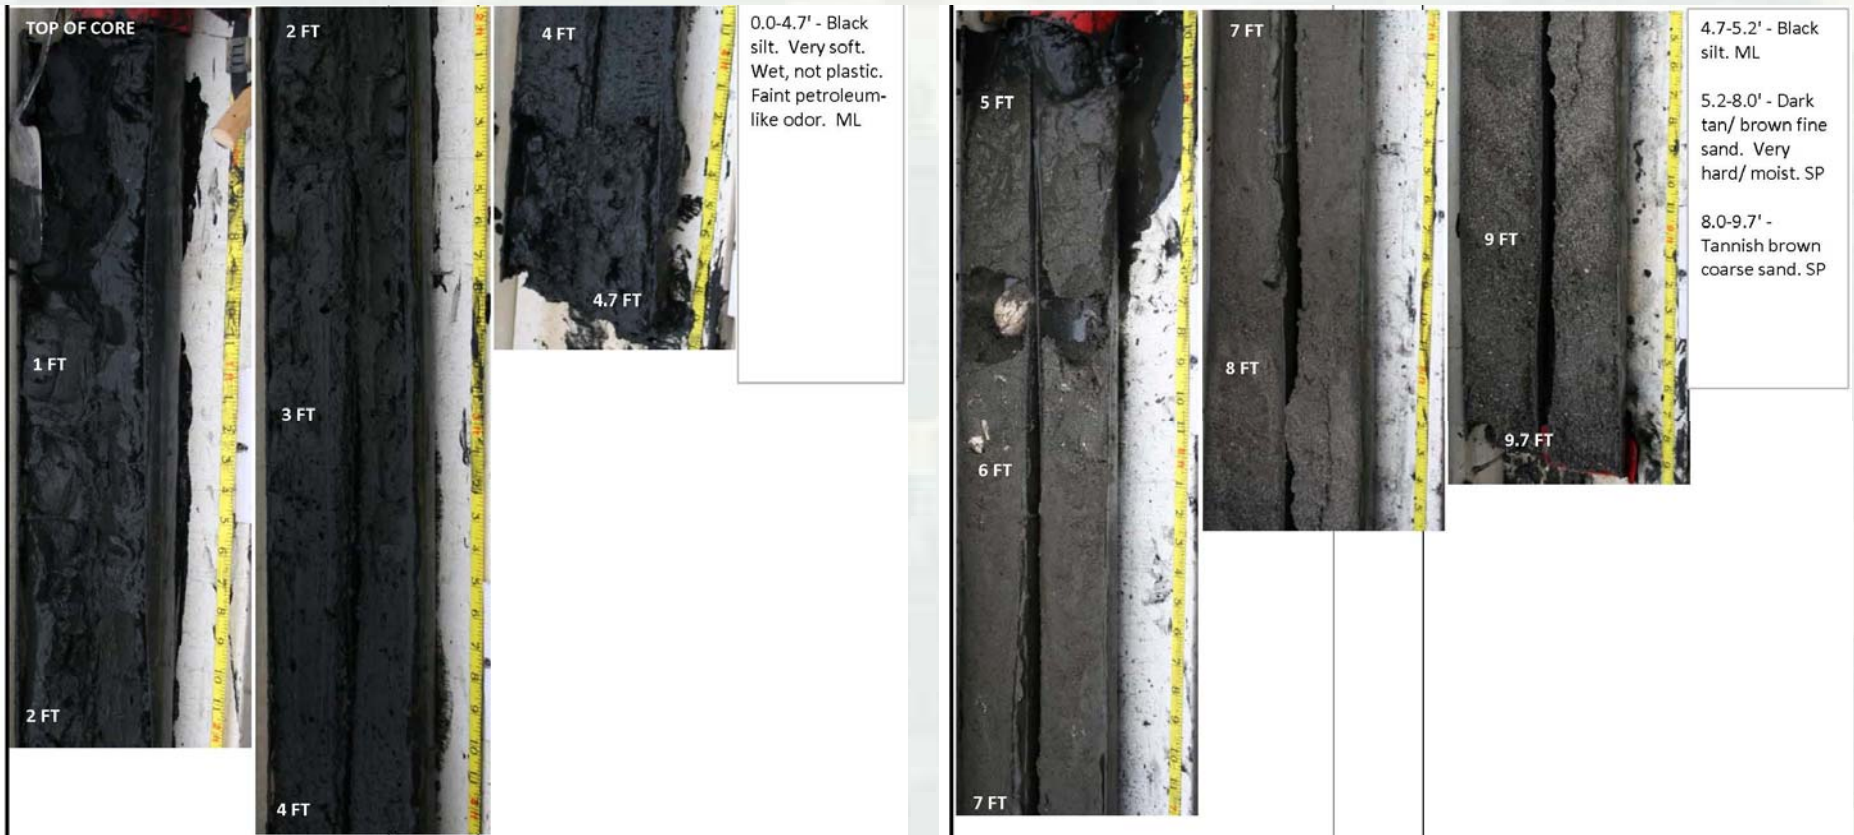 TOP OF CORE
1 FT
2 FT
2 FT
3 FT
4 FT
4 FT
4.7 FT
0.0-4.7' - Black
silt. Very soft.
Wet, not plastic.
Faint petroleum-
like odor. ML
5 FT
6 FT
7 FT
7 FT
8 FT
9 FT
9.7 FT
4.7-5.2' - Black
silt. ML
5.2-8.0' - Dark
tan/ brown fine
sand. Very
hard/ moist. SP
8.0-9.7' -
Tannish brown
coarse sand. SP